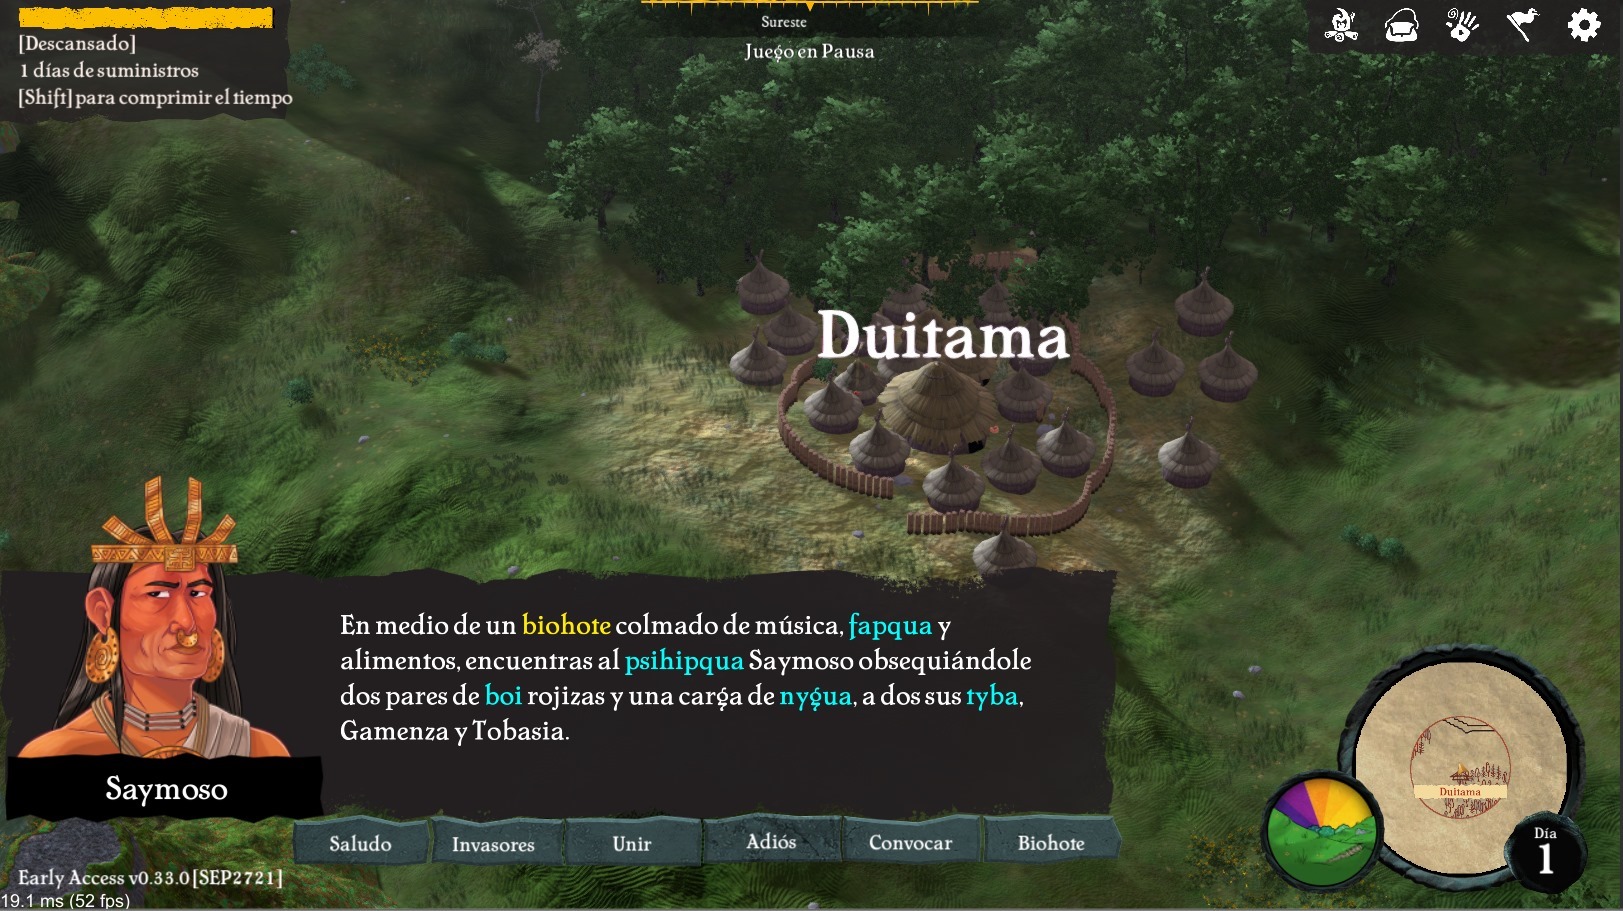 [Descansado]
1 días de suministros
[Shift] para comprimir el tiempo
Sureste
Juego en Pausa
Duitama
En medio de un biohote colmado de música, fapqua y
alimentos, encuentras al psihipqua Saymoso obsequiándole
dos pares de boi rojizas y una carga de nygua, a dos sus tyba,
Gamenza y Tobasia.
Saymoso
Saludo
Invasores
Unir
Adiós
Convocar
Biohote
Duitama
Día
1
Early Access v0.33.0 [SEP2721]
19.1 ms (52 fps)